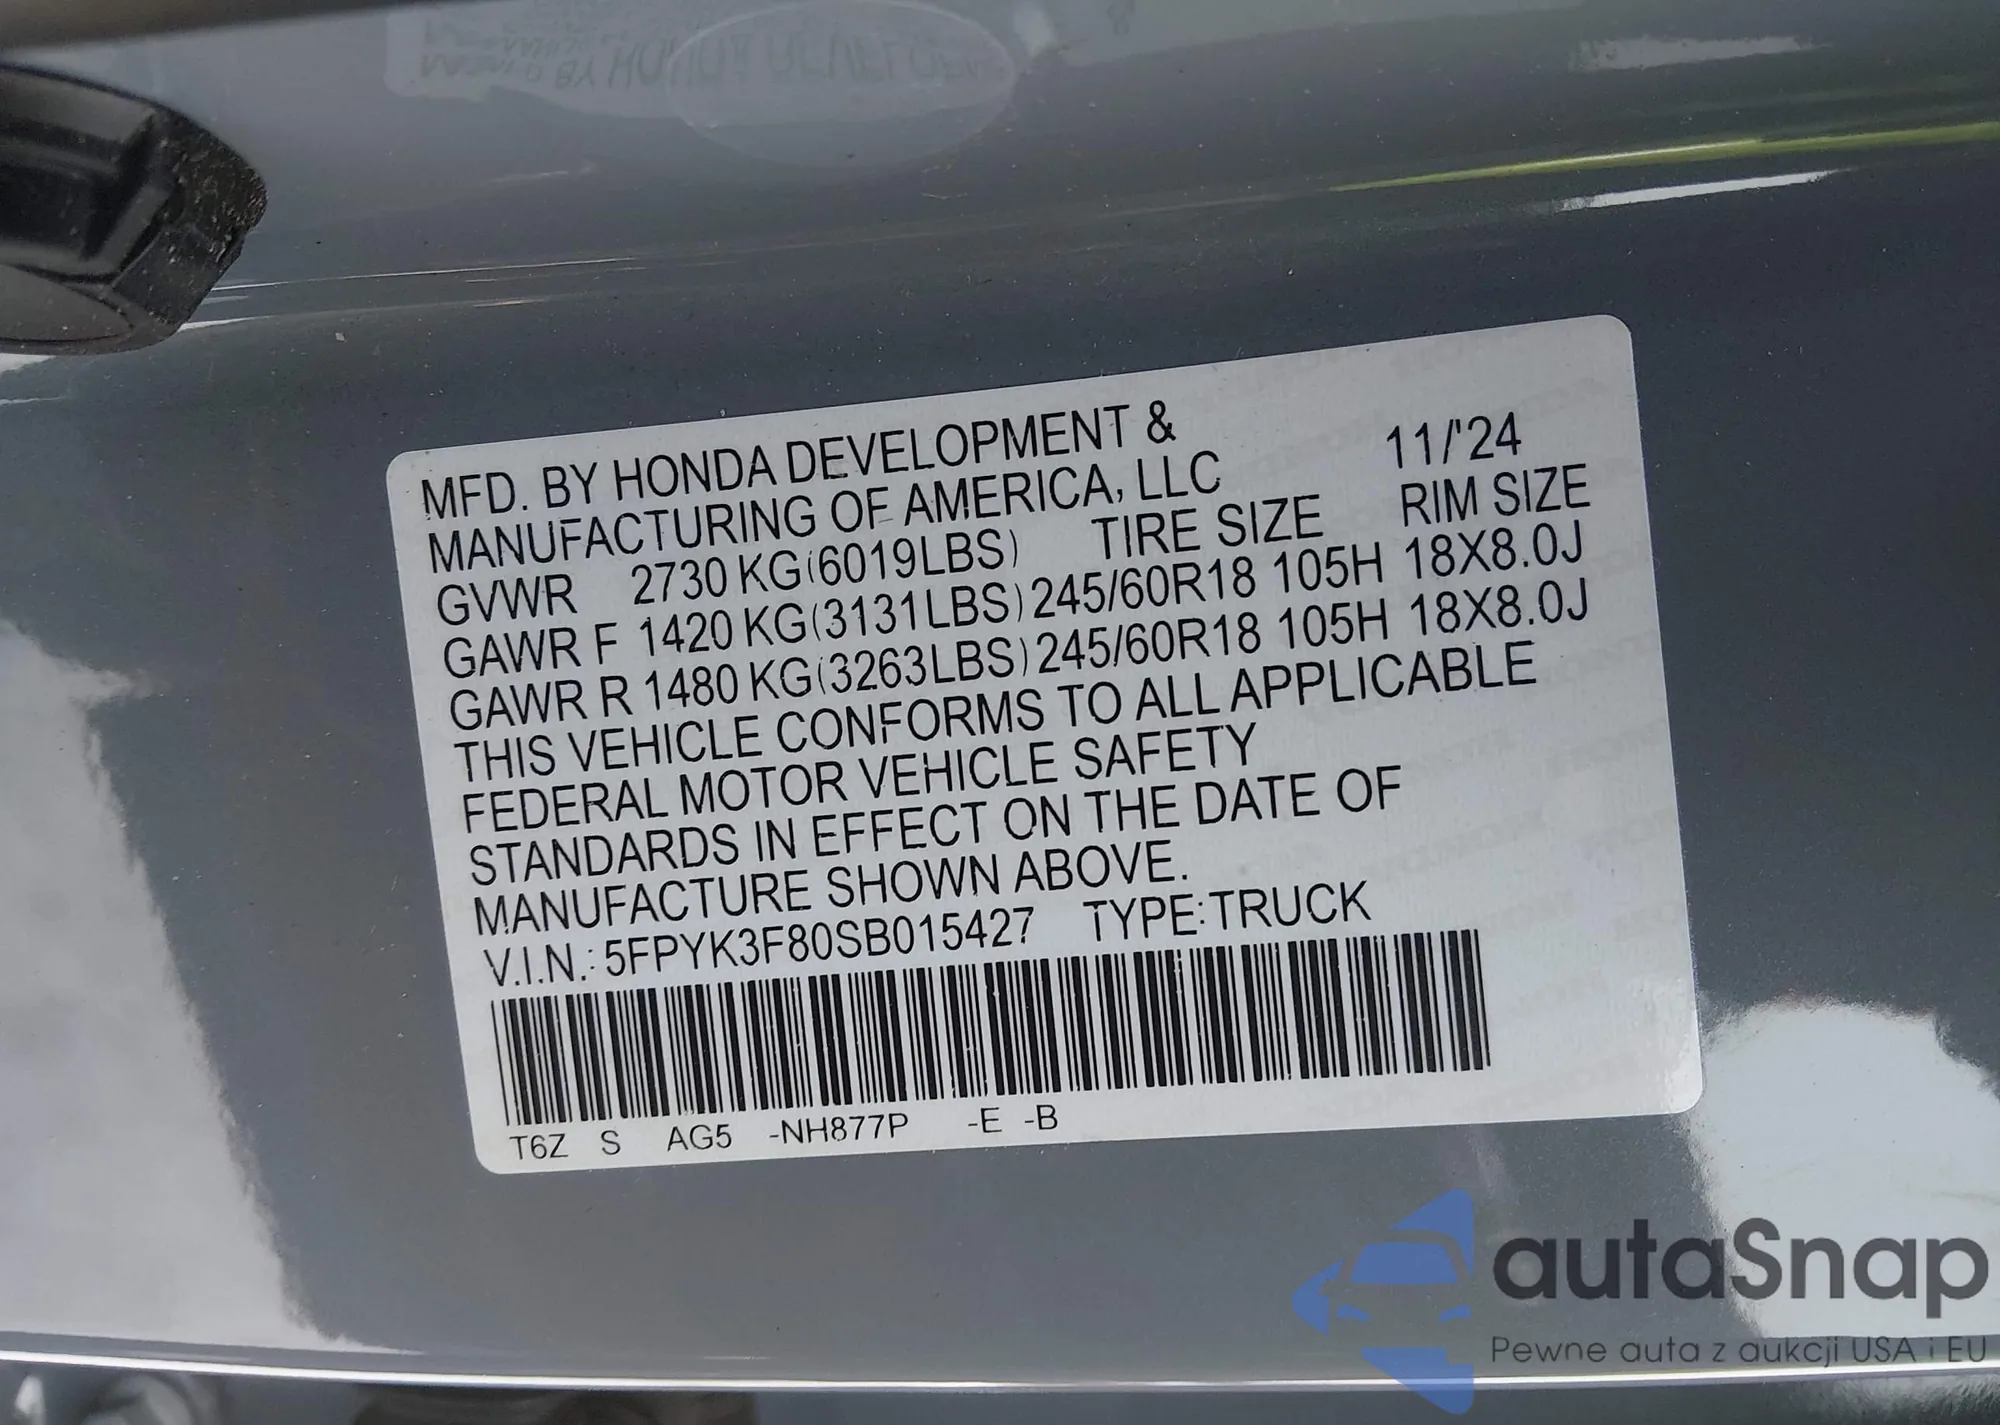 MFD. BY HONDA DEVELOPMENT & 11/'24
MANUFACTURING OF AMERICA, LLC
GVWR 2730 KG(6019LBS) TIRE SIZE RIM SIZE
GAWR F 1420 KG(3131LBS) 245/60R18 105H 18X8.0J
GAWR R 1480 KG(3263LBS) 245/60R18 105H 18X8.0J
THIS VEHICLE CONFORMS TO ALL APPLICABLE
FEDERAL MOTOR VEHICLE SAFETY
STANDARDS IN EFFECT ON THE DATE OF
MANUFACTURE SHOWN ABOVE.
V.I.N.: 5FPYK3F80SB015427 TYPE: TRUCK
T6Z S AG5 -NH877P -E -B
autaSnap
Pewne auta z aukcji USA i EU